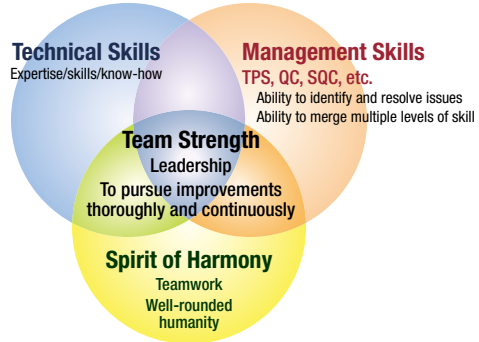 Technical Skills
Expertise/skills/know-how
Management Skills
TPS, QC, SQC, etc.
Ability to identify and resolve issues
Ability to merge multiple levels of skill
Team Strength
Leadership
To pursue improvements
thoroughly and continuously
Spirit of Harmony
Teamwork
Well-rounded
humanity